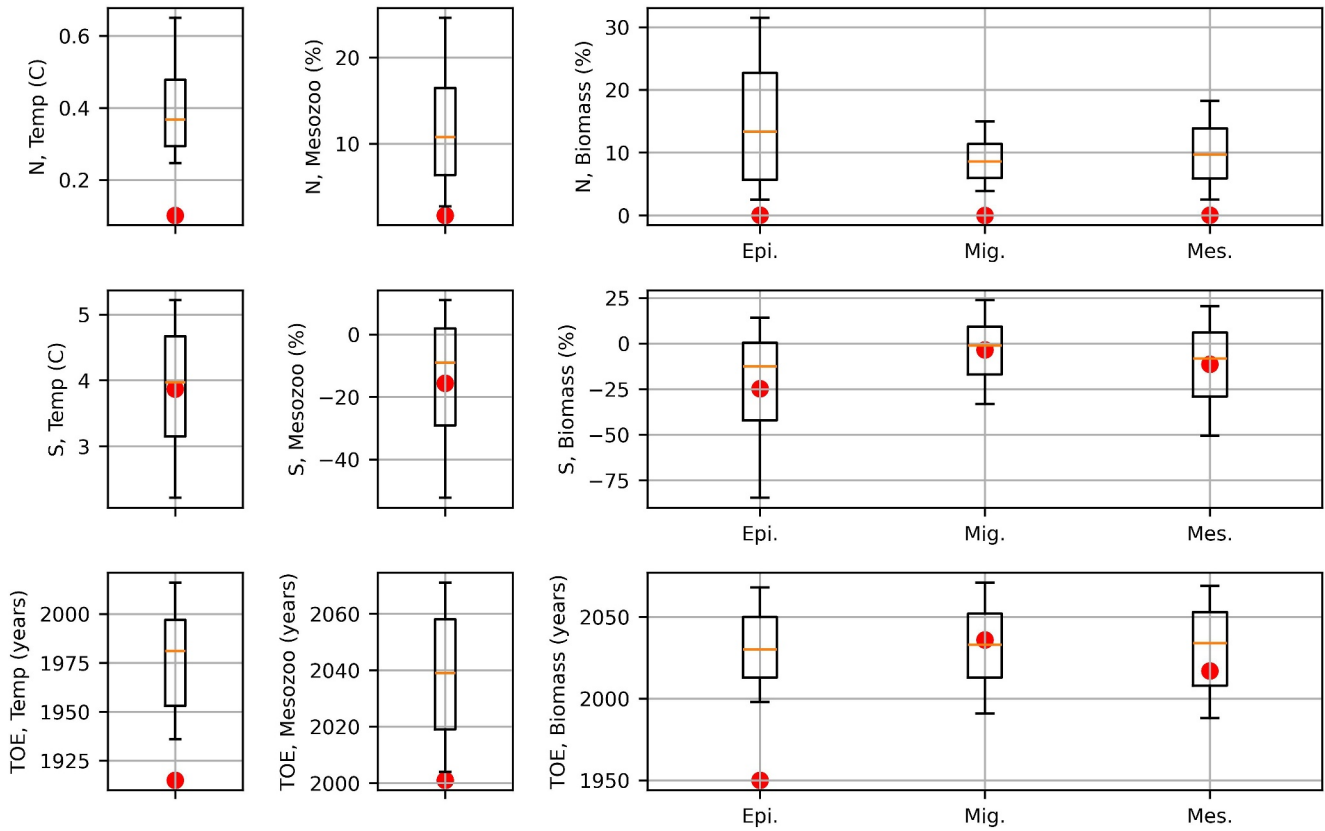 N, Temp (C)
0.6
0.4
0.2
N, Mesozoo (%)
20
10
N, Biomass (%)
30
20
10
0
Epi. Mig. Mes.
S, Temp (C)
5
4
3
S, Mesozoo (%)
0
−20
−40
S, Biomass (%)
25
0
−25
−50
−75
Epi. Mig. Mes.
TOE, Temp (years)
2000
1975
1950
1925
TOE, Mesozoo (years)
2060
2040
2020
2000
TOE, Biomass (years)
2050
2000
1950
Epi. Mig. Mes.